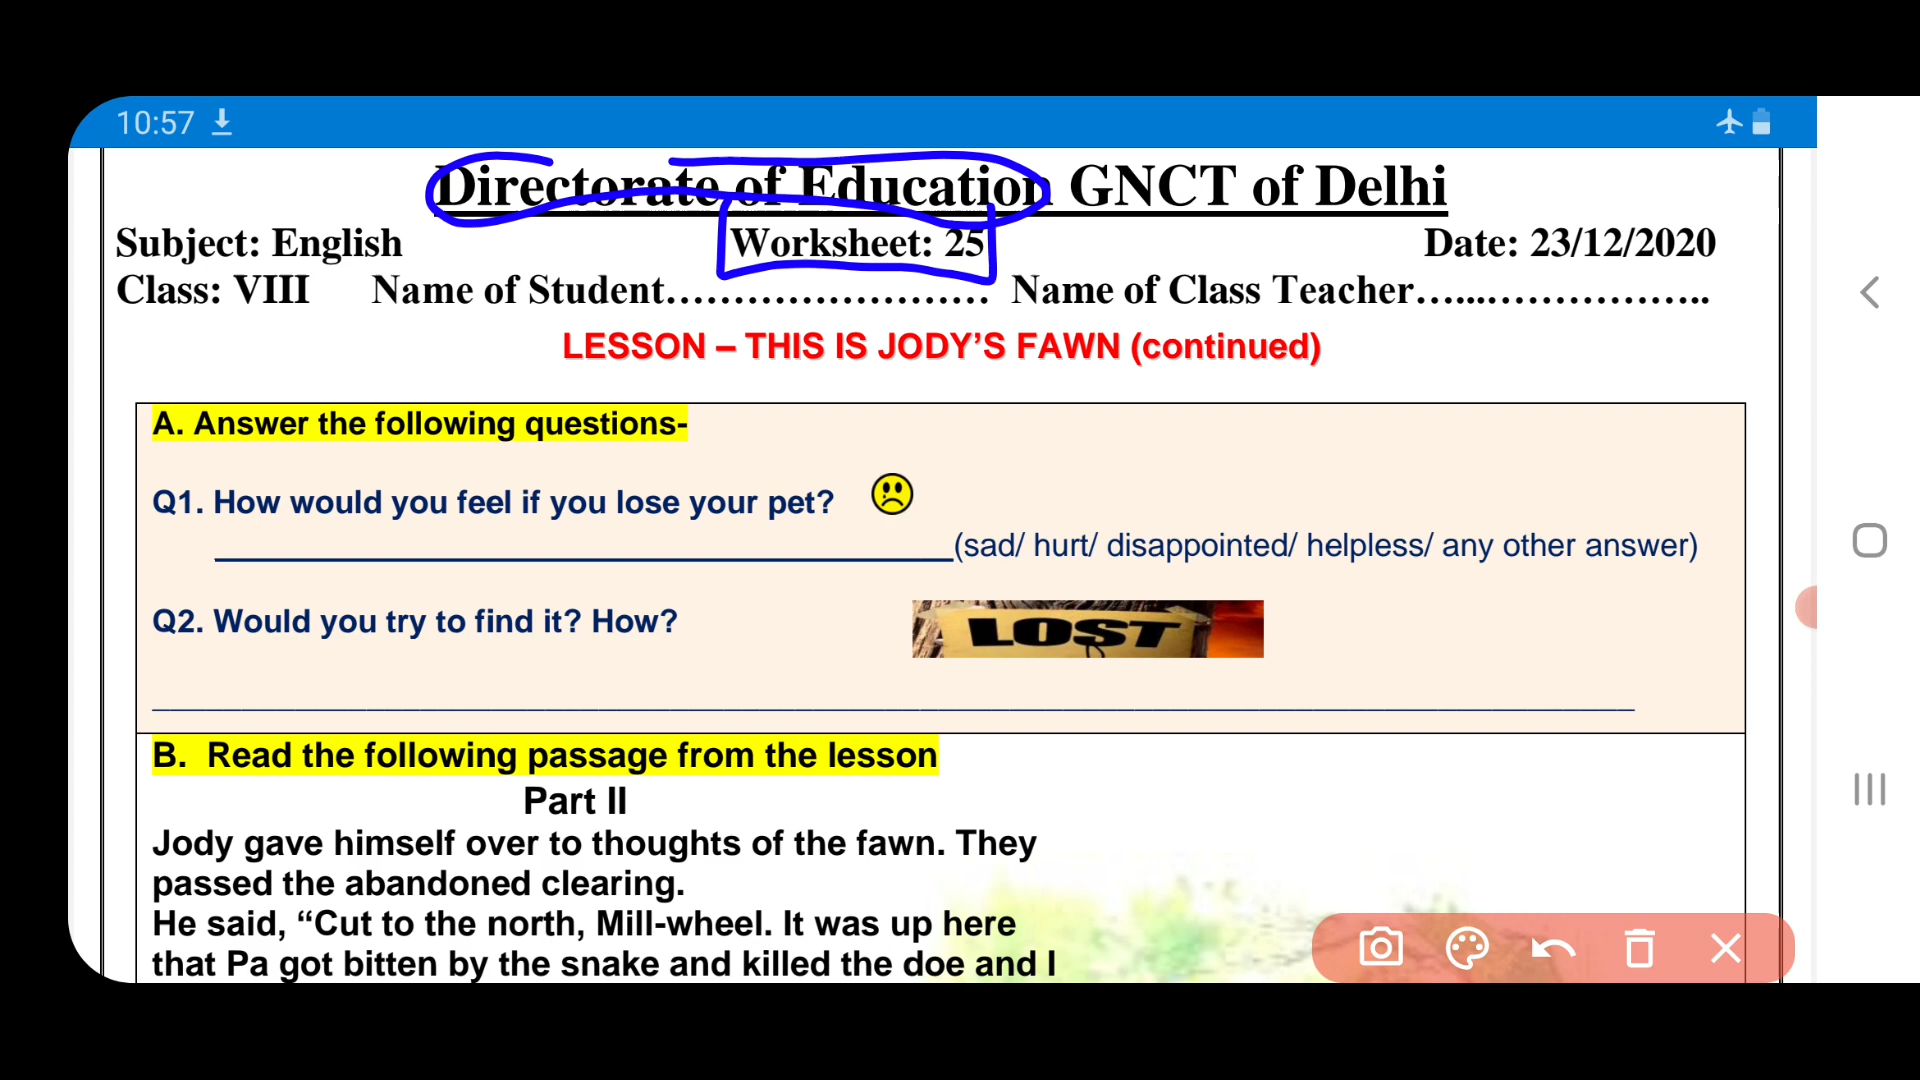 10:57
Directorate of Education GNCT of Delhi
Subject: English Worksheet: 25 Date: 23/12/2020
Class: VIII Name of Student........................ Name of Class Teacher......................
LESSON – THIS IS JODY’S FAWN (continued)
A. Answer the following questions-
Q1. How would you feel if you lose your pet?
______________________________(sad/ hurt/ disappointed/ helpless/ any other answer)
Q2. Would you try to find it? How?
LOST
B. Read the following passage from the lesson
Part II
Jody gave himself over to thoughts of the fawn. They
passed the abandoned clearing.
He said, “Cut to the north, Mill-wheel. It was up here
that Pa got bitten by the snake and killed the doe and I